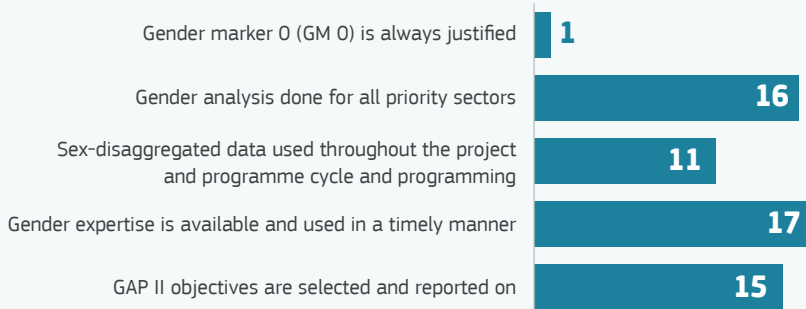 Gender marker 0 (GM 0) is always justified 1
Gender analysis done for all priority sectors 16
Sex-disaggregated data used throughout the project
and programme cycle and programming 11
Gender expertise is available and used in a timely manner 17
GAP II objectives are selected and reported on 15